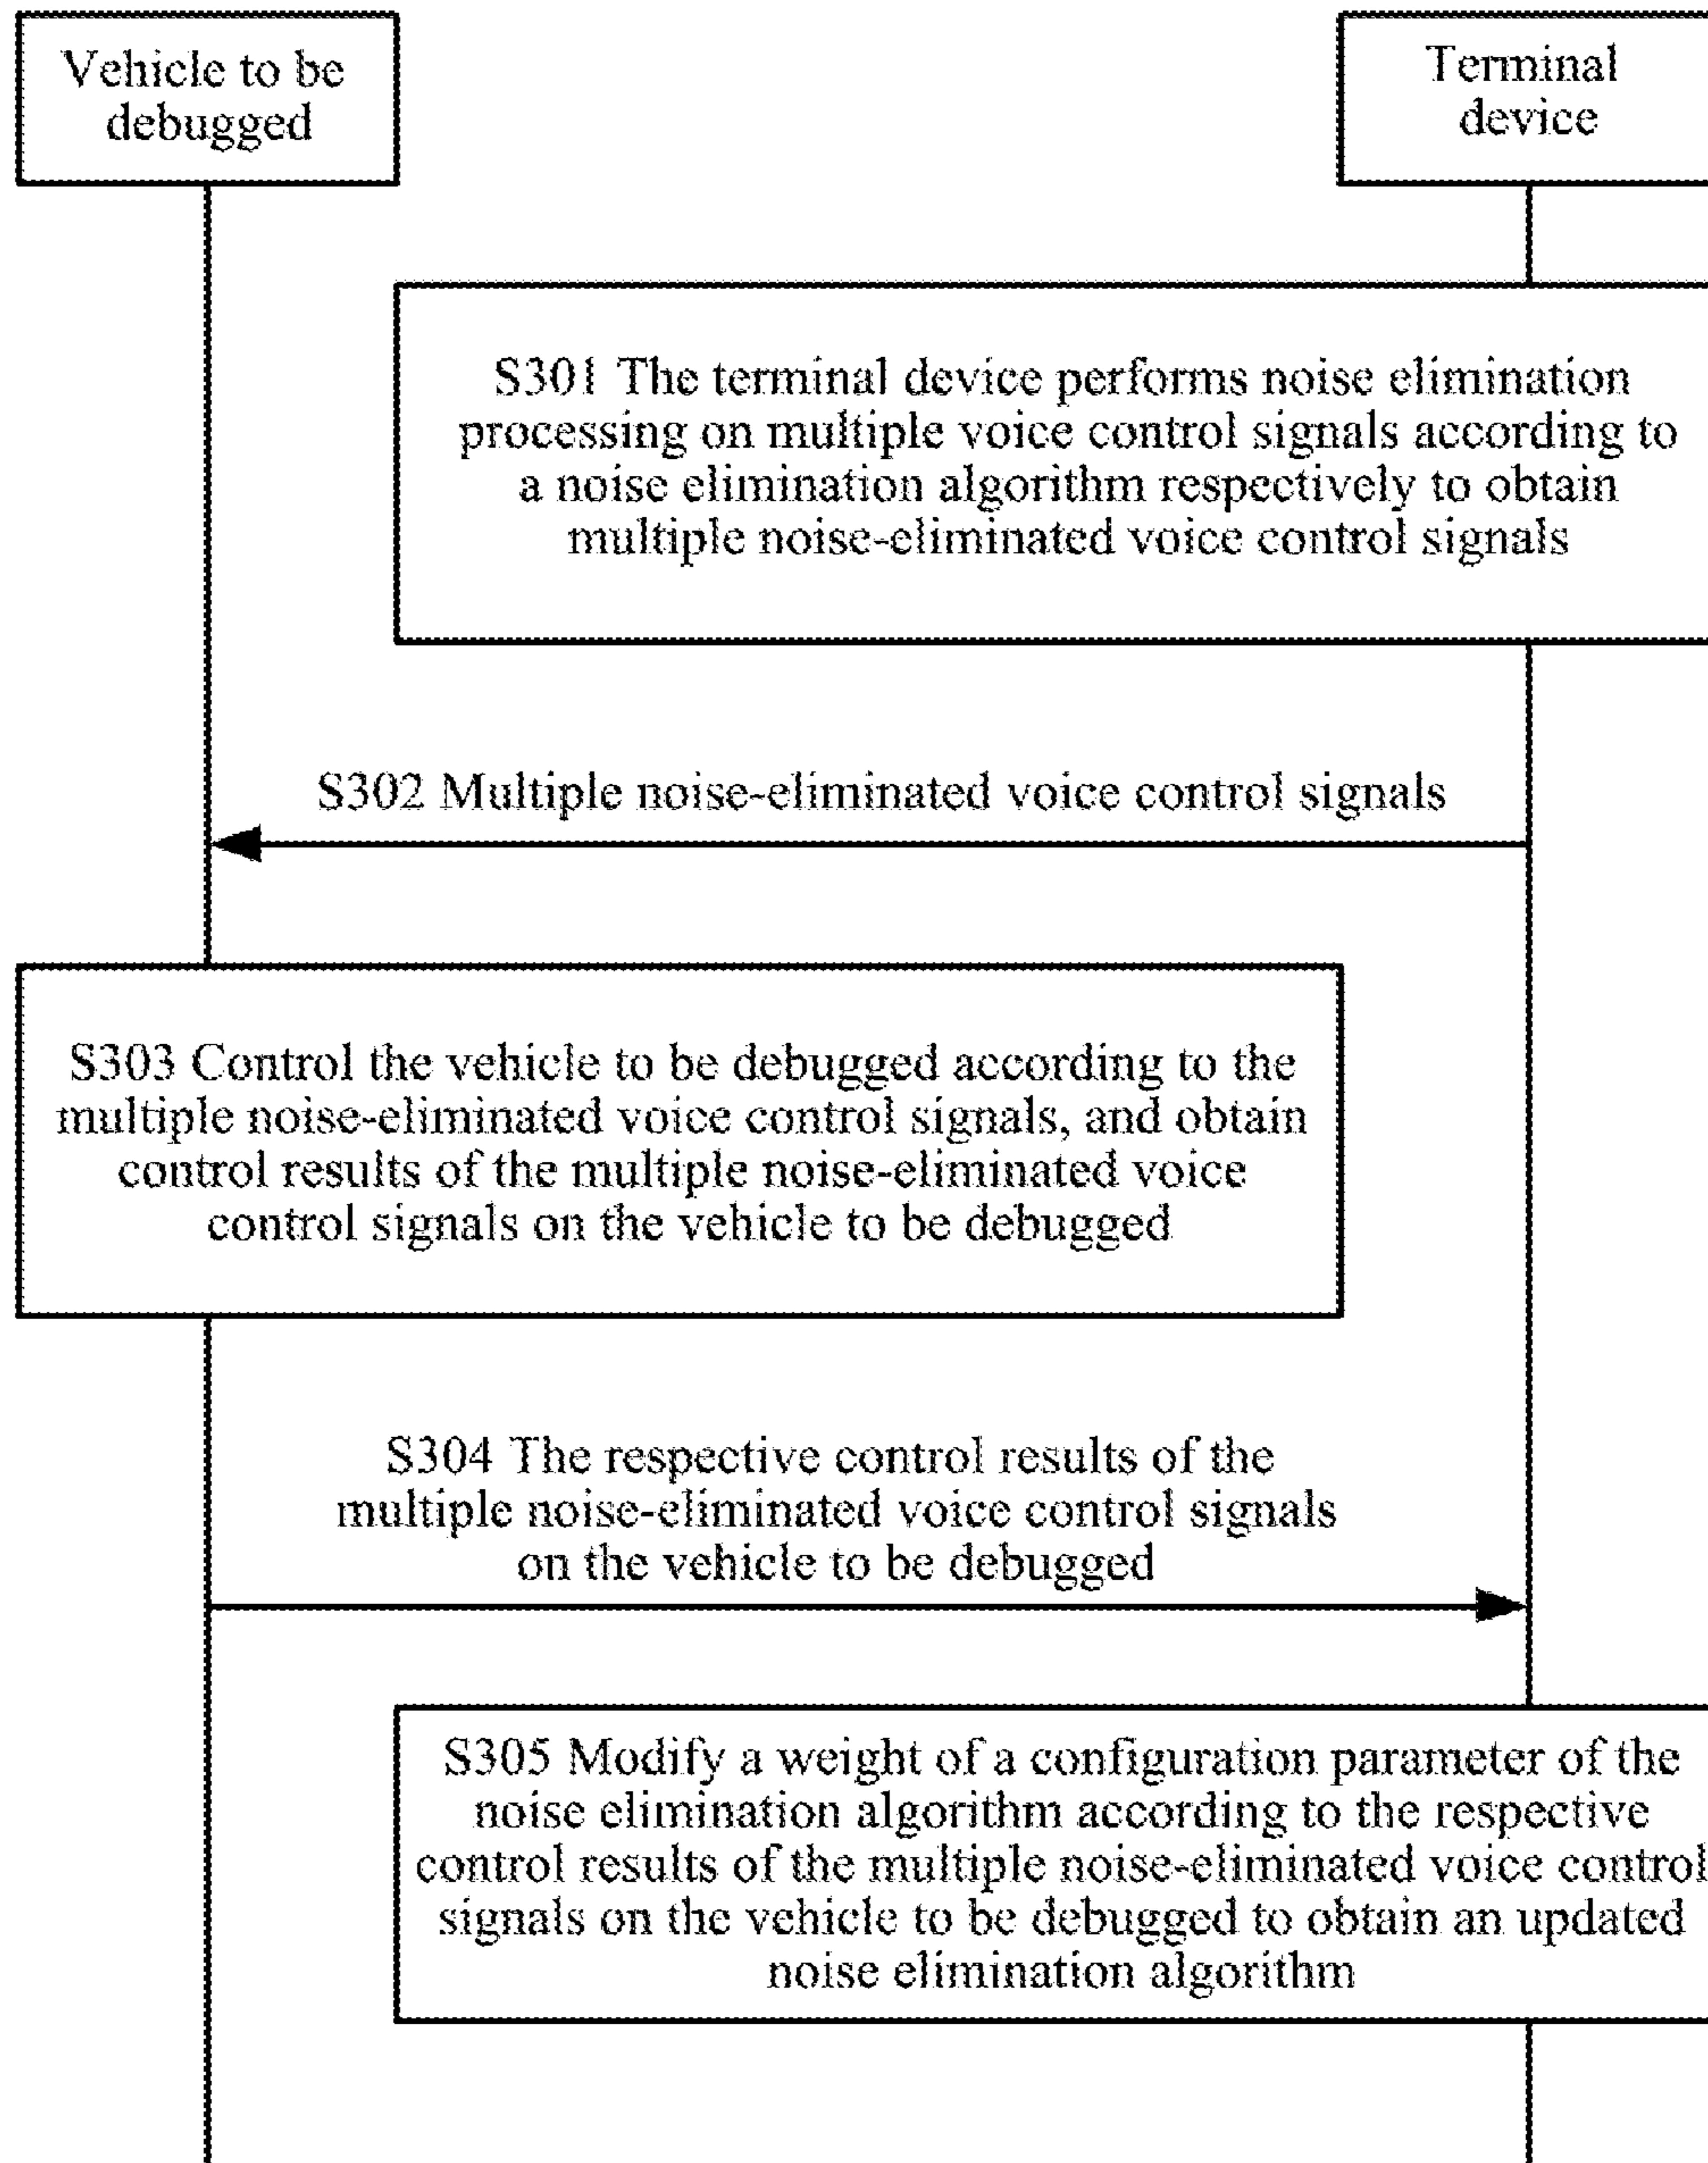 Vehicle to be
debugged
Terminal
device
S301 The terminal device performs noise elimination
processing on multiple voice control signals according to
a noise elimination algorithm respectively to obtain
multiple noise-eliminated voice control signals
S302 Multiple noise-eliminated voice control signals
S303 Control the vehicle to be debugged according to the
multiple noise-eliminated voice control signals, and obtain
control results of the multiple noise-eliminated voice
control signals on the vehicle to be debugged
S304 The respective control results of the
multiple noise-eliminated voice control signals
on the vehicle to be debugged
S305 Modify a weight of a configuration parameter of the
noise elimination algorithm according to the respective
control results of the multiple noise-eliminated voice control
signals on the vehicle to be debugged to obtain an updated
noise elimination algorithm